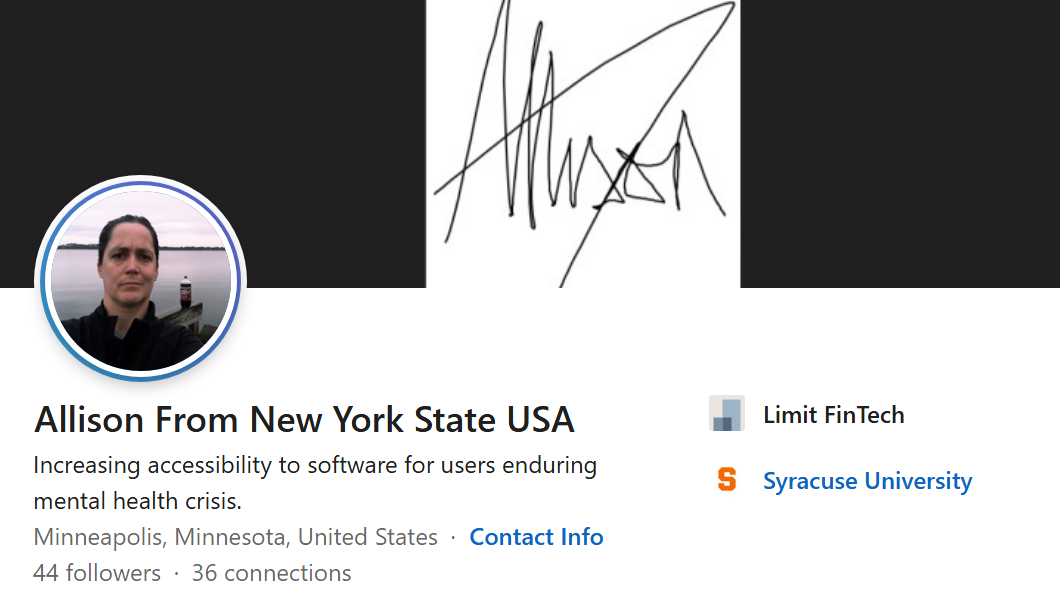 Allison
Allison From New York State USA
Increasing accessibility to software for users enduring
mental health crisis.
Minneapolis, Minnesota, United States · Contact Info
44 followers · 36 connections
Limit FinTech
S
Syracuse University